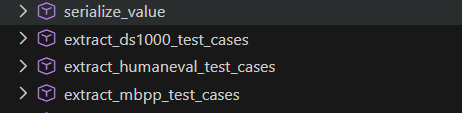 serialize_value
extract_ds1000_test_cases
extract_humaneval_test_cases
extract_mbpp_test_cases